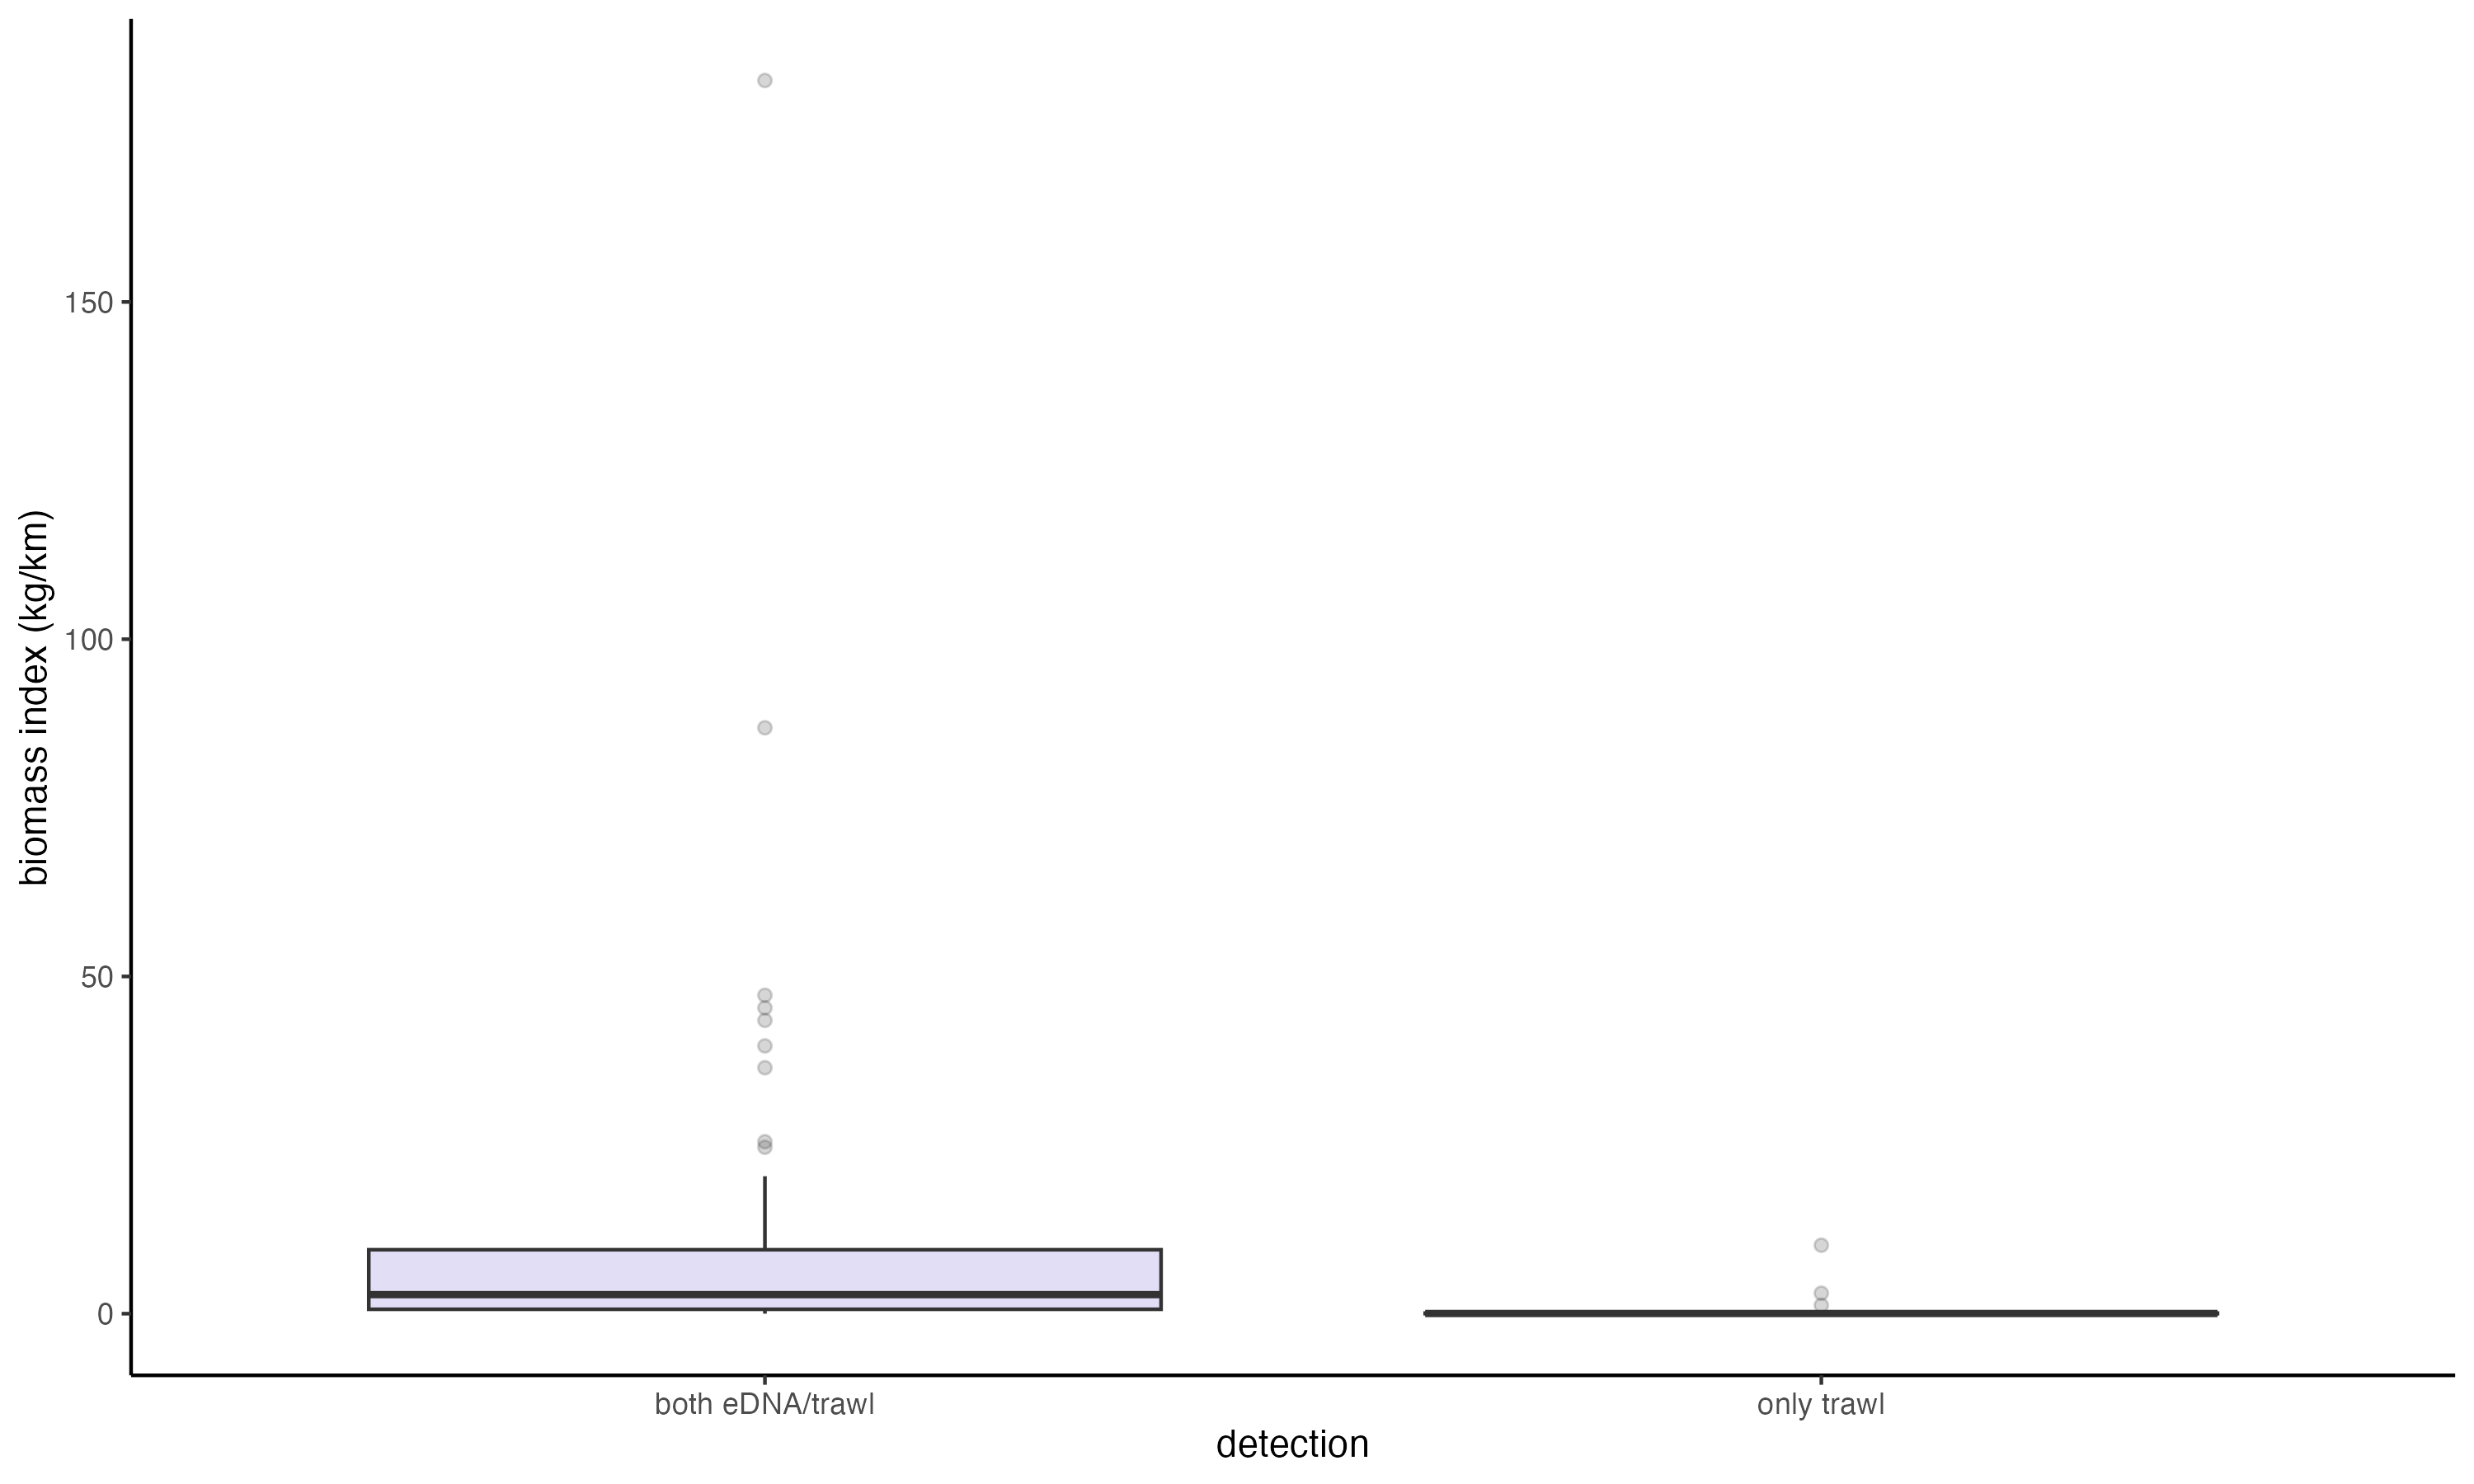 biomass index (kg/km)
150
100
50
0
both eDNA/trawl
only trawl
detection